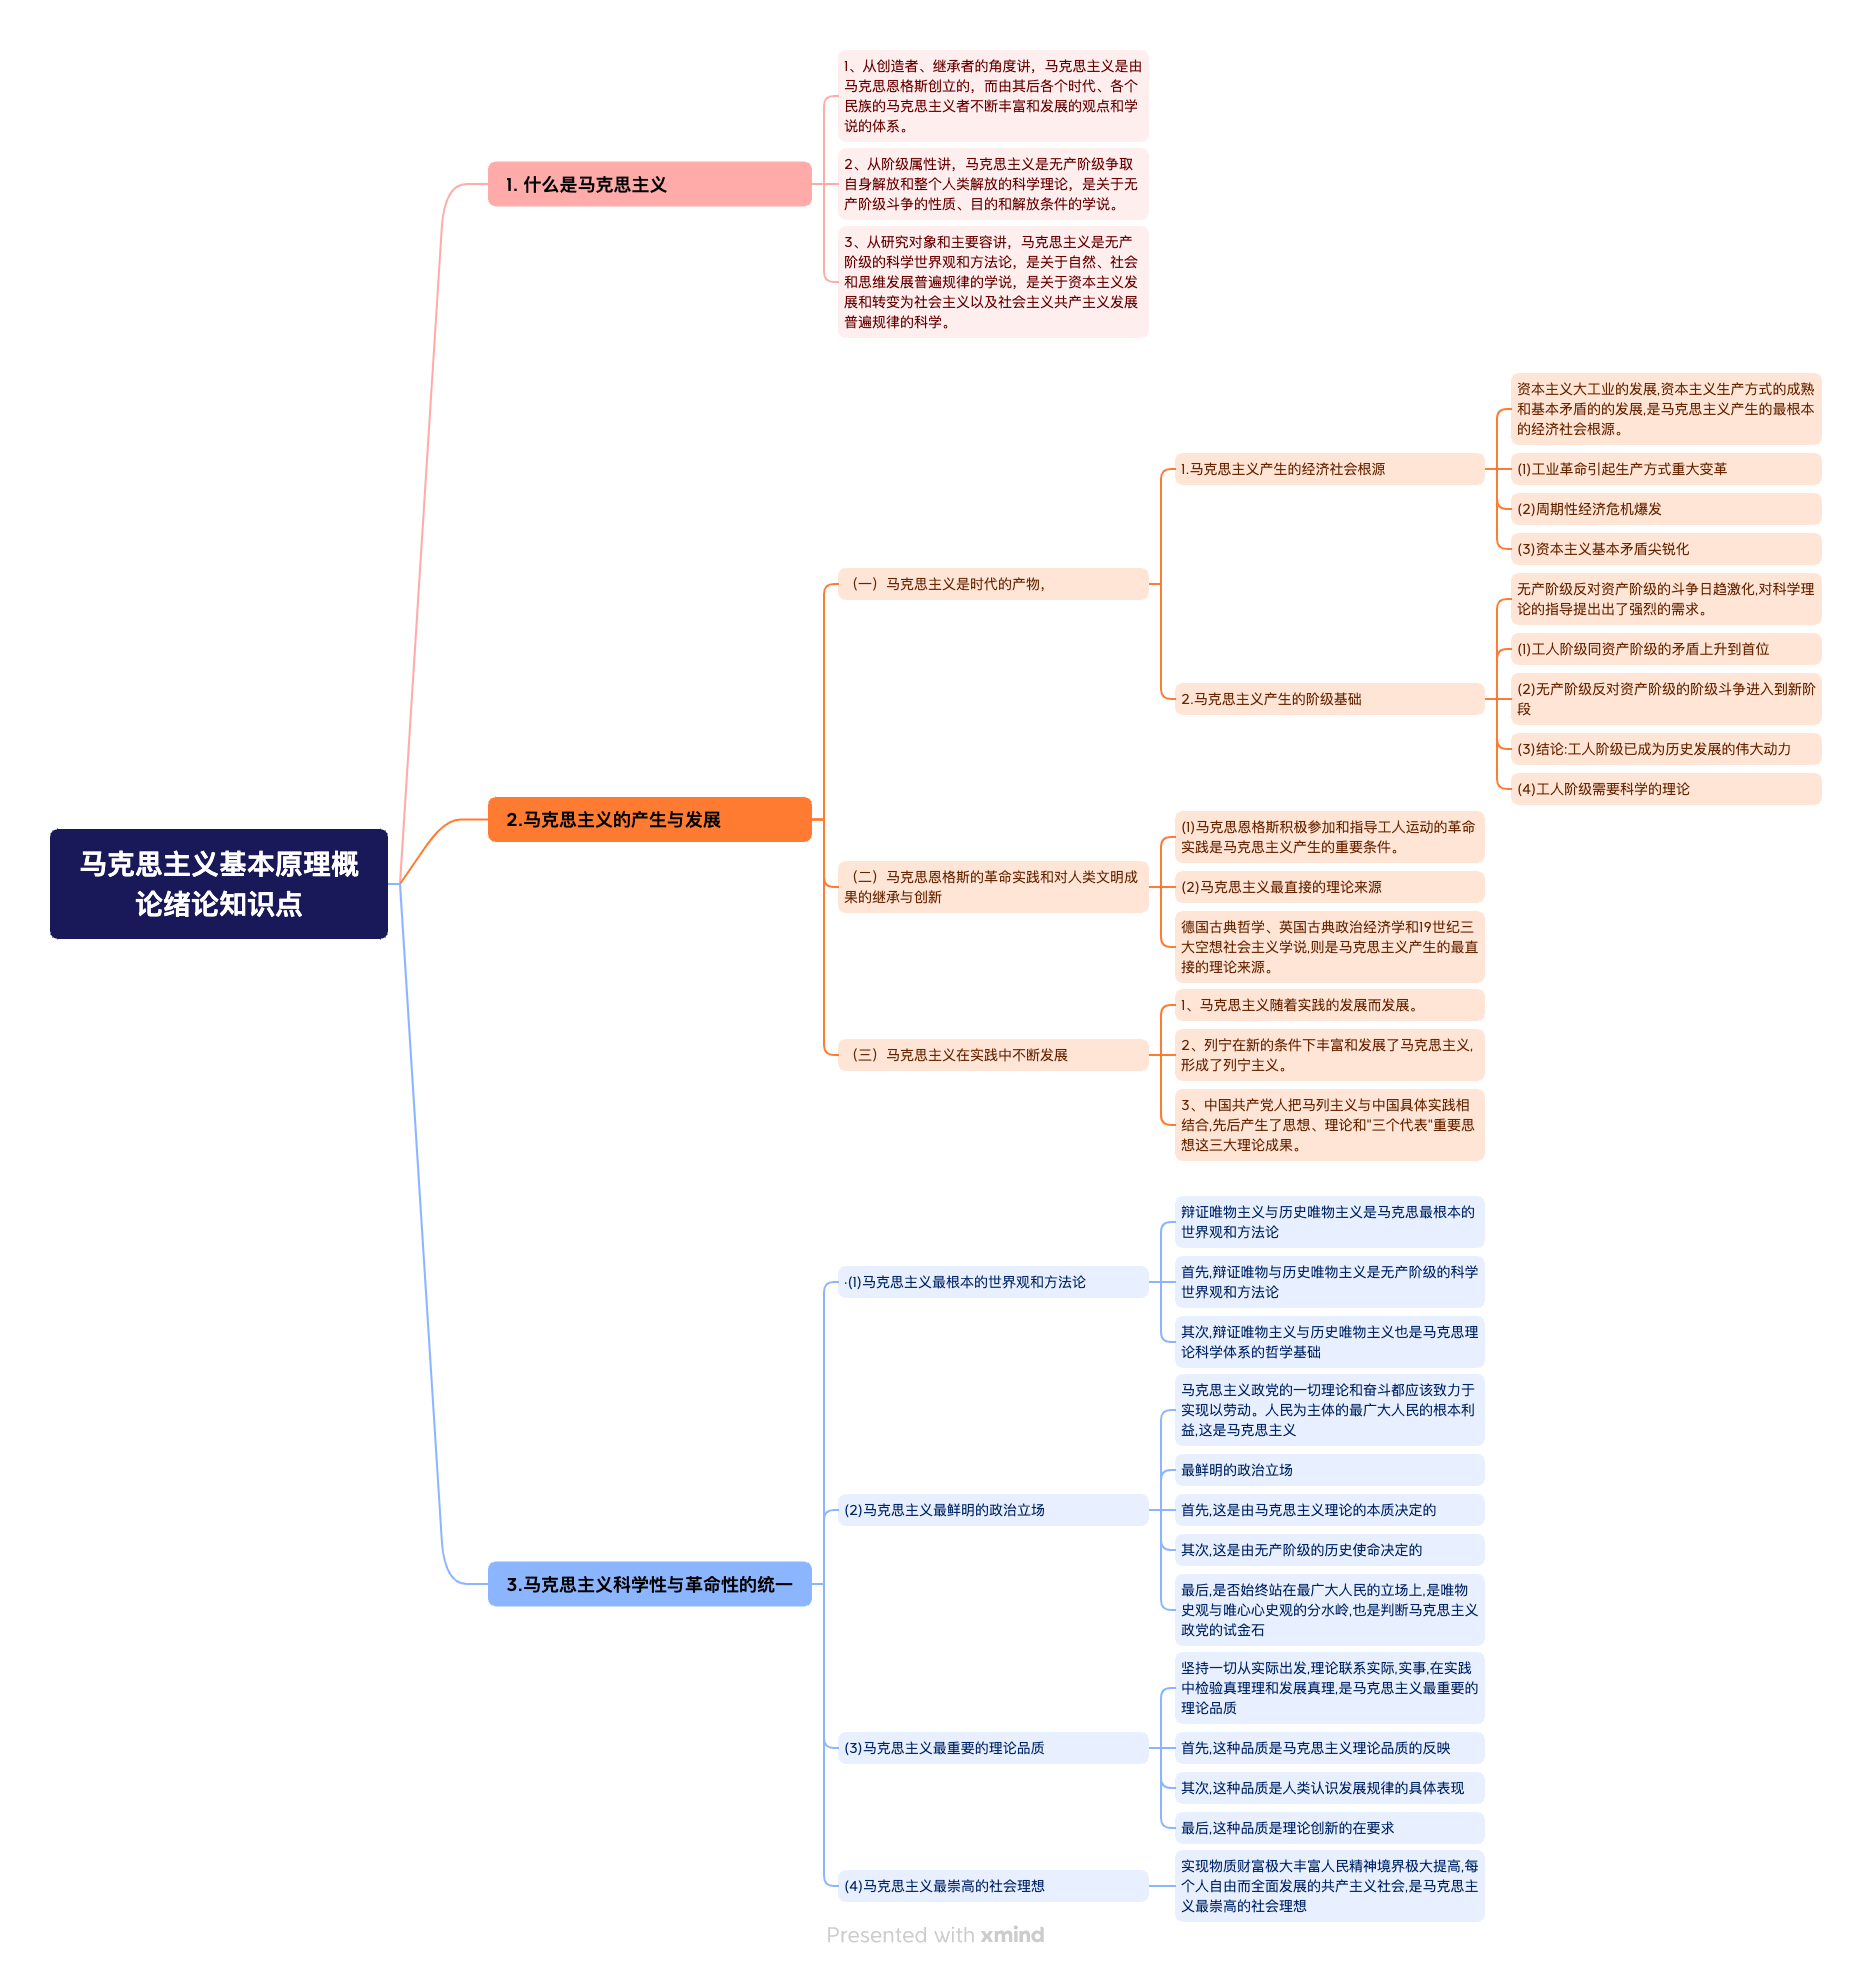 马克思主义基本原理概
论绪论知识点
1. 什么是马克思主义
1、从创造者、继承者的角度讲，马克思主义是由
马克思恩格斯创立的，而由其后各个时代、各个
民族的马克思主义者不断丰富和发展的观点和学
说的体系。
2、从阶级属性讲，马克思主义是无产阶级争取
自身解放和整个人类解放的科学理论，是关于无
产阶级斗争的性质、目的和解放条件的学说。
3、从研究对象和主要容讲，马克思主义是无产
阶级的科学世界观和方法论，是关于自然、社会
和思维发展普遍规律的学说，是关于资本主义发
展和转变为社会主义以及社会主义共产主义发展
普遍规律的科学。
2.马克思主义的产生与发展
（一）马克思主义是时代的产物，
1.马克思主义产生的经济社会根源
资本主义大工业的发展,资本主义生产方式的成熟
和基本矛盾的的发展,是马克思主义产生的最根本
的经济社会根源。
(1)工业革命引起生产方式重大变革
(2)周期性经济危机爆发
(3)资本主义基本矛盾尖锐化
2.马克思主义产生的阶级基础
无产阶级反对资产阶级的斗争日趋激化,对科学理
论的指导提出出了强烈的需求。
(1)工人阶级同资产阶级的矛盾上升到首位
(2)无产阶级反对资产阶级的阶级斗争进入到新阶
段
(3)结论:工人阶级已成为历史发展的伟大动力
(4)工人阶级需要科学的理论
（二）马克思恩格斯的革命实践和对人类文明成
果的继承与创新
(l)马克思恩格斯积极参加和指导工人运动的革命
实践是马克思主义产生的重要条件。
(2)马克思主义最直接的理论来源
德国古典哲学、英国古典政治经济学和19世纪三
大空想社会主义学说,则是马克思主义产生的最直
接的理论来源。
（三）马克思主义在实践中不断发展
1、马克思主义随着实践的发展而发展。
2、列宁在新的条件下丰富和发展了马克思主义,
形成了列宁主义。
3、中国共产党人把马列主义与中国具体实践相
结合,先后产生了思想、理论和"三个代表"重要思
想这三大理论成果。
3.马克思主义科学性与革命性的统一
·(1)马克思主义最根本的世界观和方法论
辩证唯物主义与历史唯物主义是马克思最根本的
世界观和方法论
首先,辩证唯物与历史唯物主义是无产阶级的科学
世界观和方法论
其次,辩证唯物主义与历史唯物主义也是马克思理
论科学体系的哲学基础
(2)马克思主义最鲜明的政治立场
马克思主义政党的一切理论和奋斗都应该致力于
实现以劳动。人民为主体的最广大人民的根本利
益,这是马克思主义
最鲜明的政治立场
首先,这是由马克思主义理论的本质决定的
其次,这是由无产阶级的历史使命决定的
最后,是否始终站在最广大人民的立场上,是唯物
史观与唯心心史观的分水岭,也是判断马克思主义
政党的试金石
(3)马克思主义最重要的理论品质
坚持一切从实际出发,理论联系实际,实事,在实践
中检验真理理和发展真理,是马克思主义最重要的
理论品质
首先,这种品质是马克思主义理论品质的反映
其次,这种品质是人类认识发展规律的具体表现
最后,这种品质是理论创新的在要求
(4)马克思主义最崇高的社会理想
实现物质财富极大丰富人民精神境界极大提高,每
个人自由而全面发展的共产主义社会,是马克思主
义最崇高的社会理想
Presented with xmind